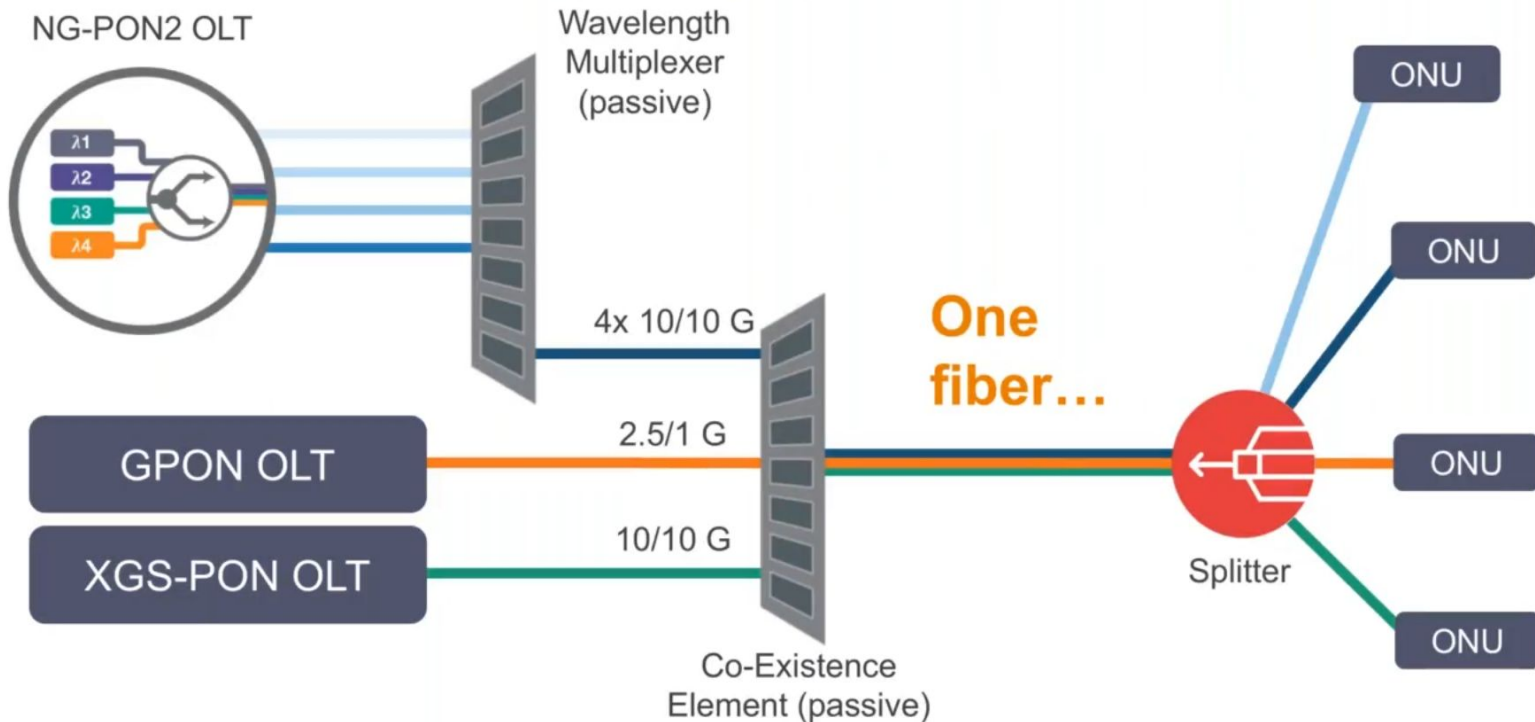 NG-PON2 OLT
λ1
λ2
λ3
λ4
Wavelength
Multiplexer
(passive)
4x 10/10 G
GPON OLT
2.5/1 G
XGS-PON OLT
10/10 G
Co-Existence
Element (passive)
One
fiber…
Splitter
ONU
ONU
ONU
ONU